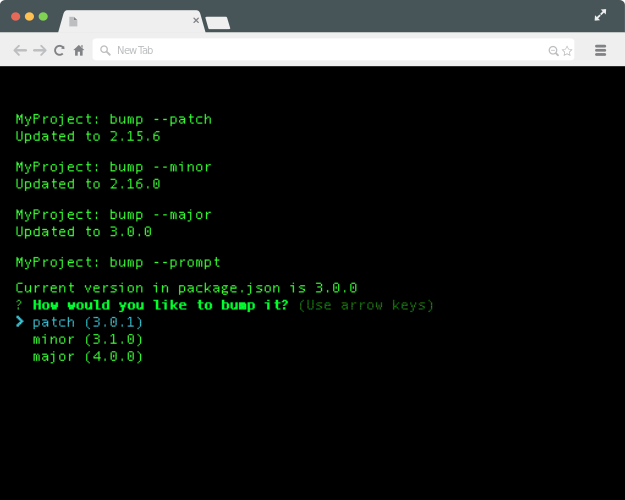 New Tab
MyProject: bump --patch
Updated to 2.15.6
MyProject: bump --minor
Updated to 2.16.0
MyProject: bump --major
Updated to 3.0.0
MyProject: bump --prompt
Current version in package.json is 3.0.0
? How would you like to bump it? (Use arrow keys)
❯ patch (3.0.1)
minor (3.1.0)
major (4.0.0)